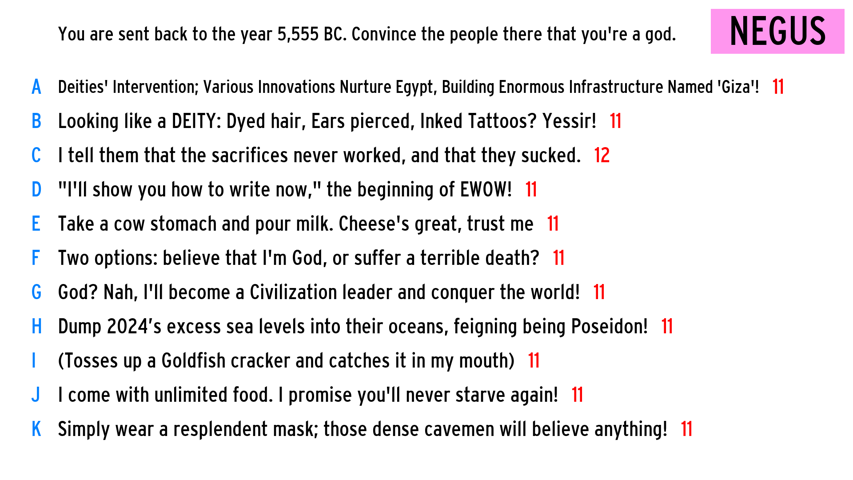 You are sent back to the year 5,555 BC. Convince the people there that you're a god.
NEGUS
A Deities' Intervention; Various Innovations Nurture Egypt, Building Enormous Infrastructure Named 'Giza'! 11
B Looking like a DEITY: Dyed hair, Ears pierced, Inked Tattoos? Yessir! 11
C I tell them that the sacrifices never worked, and that they sucked. 12
D "I'll show you how to write now," the beginning of EWOW! 11
E Take a cow stomach and pour milk. Cheese's great, trust me 11
F Two options: believe that I'm God, or suffer a terrible death? 11
G God? Nah, I'll become a Civilization leader and conquer the world! 11
H Dump 2024’s excess sea levels into their oceans, feigning being Poseidon! 11
I (Tosses up a Goldfish cracker and catches it in my mouth) 11
J I come with unlimited food. I promise you'll never starve again! 11
K Simply wear a resplendent mask; those dense cavemen will believe anything! 11